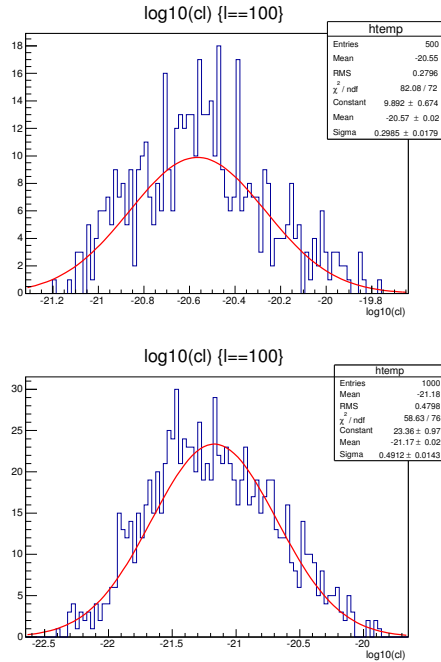 log10(cl) {l==100}
htemp
Entries 500
Mean -20.55
RMS 0.2796
χ² / ndf 82.08 / 72
Constant 9.892 ± 0.674
Mean -20.57 ± 0.02
Sigma 0.2985 ± 0.0179
18
16
14
12
10
8
6
4
2
0
-21.2 -21 -20.8 -20.6 -20.4 -20.2 -20 -19.8
log10(cl)
log10(cl) {l==100}
htemp
Entries 1000
Mean -21.18
RMS 0.4798
χ² / ndf 58.63 / 76
Constant 23.36 ± 0.97
Mean -21.17 ± 0.02
Sigma 0.4912 ± 0.0143
30
25
20
15
10
5
0
-22.5 -22 -21.5 -21 -20.5 -20
log10(cl)